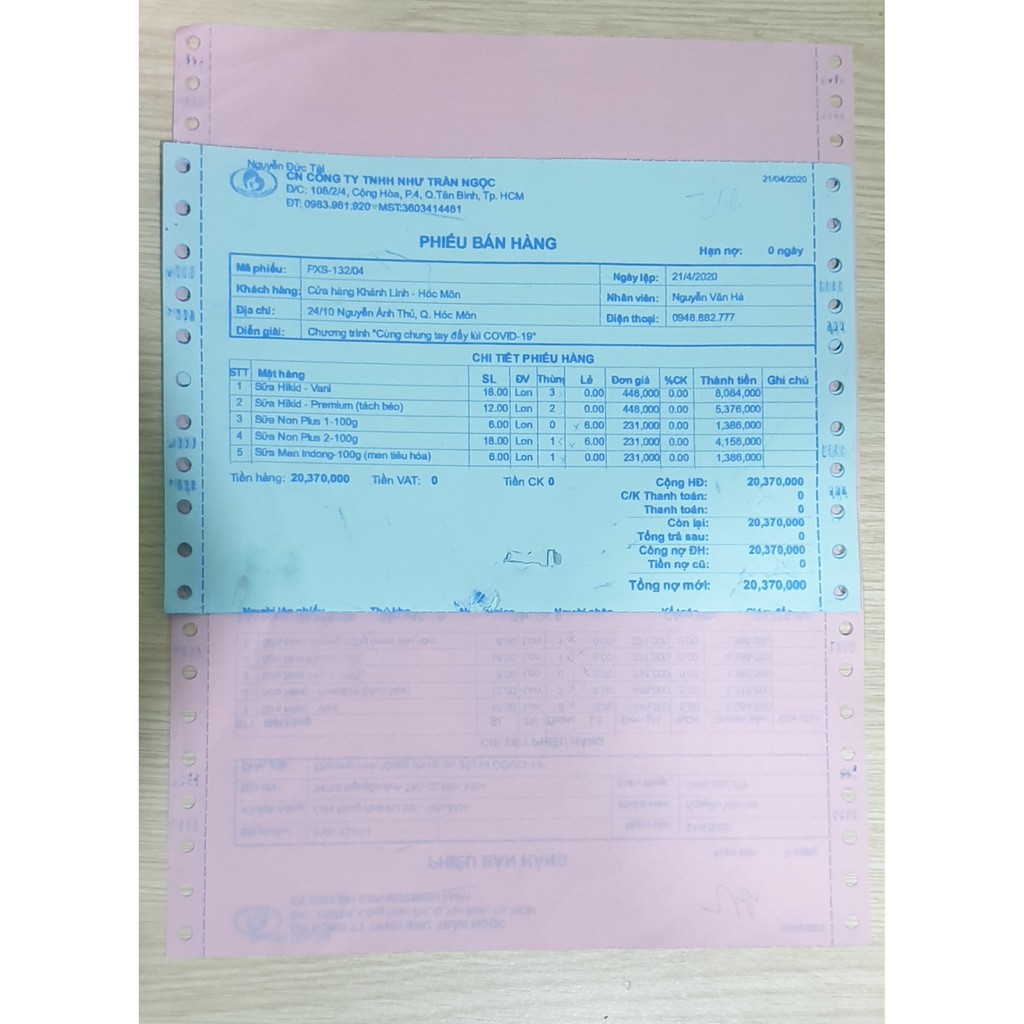 Nguyễn Đức Tài
21/04/2020
CN CÔNG TY TNHH NHƯ TRÂN NGỌC
Đ/C: 108/2/4, Cộng Hòa, P.4, Q.Tân Bình, Tp. HCM
ĐT: 0983.961.920 - MST:3603414461
PHIẾU BÁN HÀNG
Hạn nợ: 0 ngày
Mã phiếu: PXS-132/04 Ngày lập: 21/4/2020
Khách hàng: Cửa hàng Khánh Linh - Hóc Môn Nhân viên: Nguyễn Văn Hà
Địa chỉ: 24/10 Nguyễn Ảnh Thủ, Q. Hóc Môn Điện thoại: 0948.882.777
Diễn giải: Chương trình "Cùng chung tay đẩy lùi COVID-19"
CHI TIẾT PHIẾU HÀNG
STT Mặt hàng SL ĐV Thùng Lẻ Đơn giá %CK Thành tiền Ghi chú
1 Sữa Hikid - Vani 18.00 Lon 3 0.00 448,000 0.00 8,064,000
2 Sữa Hikid - Premium (tách béo) 12.00 Lon 2 0.00 448,000 0.00 5,376,000
3 Sữa Non Plus 1-100g 6.00 Lon 0 6.00 231,000 0.00 1,386,000
4 Sữa Non Plus 2-100g 18.00 Lon 1 6.00 231,000 0.00 4,158,000
5 Sữa Men Indong-100g (men tiêu hóa) 6.00 Lon 1 0.00 231,000 0.00 1,386,000
Tiền hàng: 20,370,000 Tiền VAT: 0 Tiền CK 0 Cộng HĐ: 20,370,000
C/K Thanh toán: 0
Thanh toán: 0
Còn lại: 20,370,000
Tổng trả sau: 0
Công nợ ĐH: 20,370,000
Tiền nợ cũ: 0
Tổng nợ mới: 20,370,000